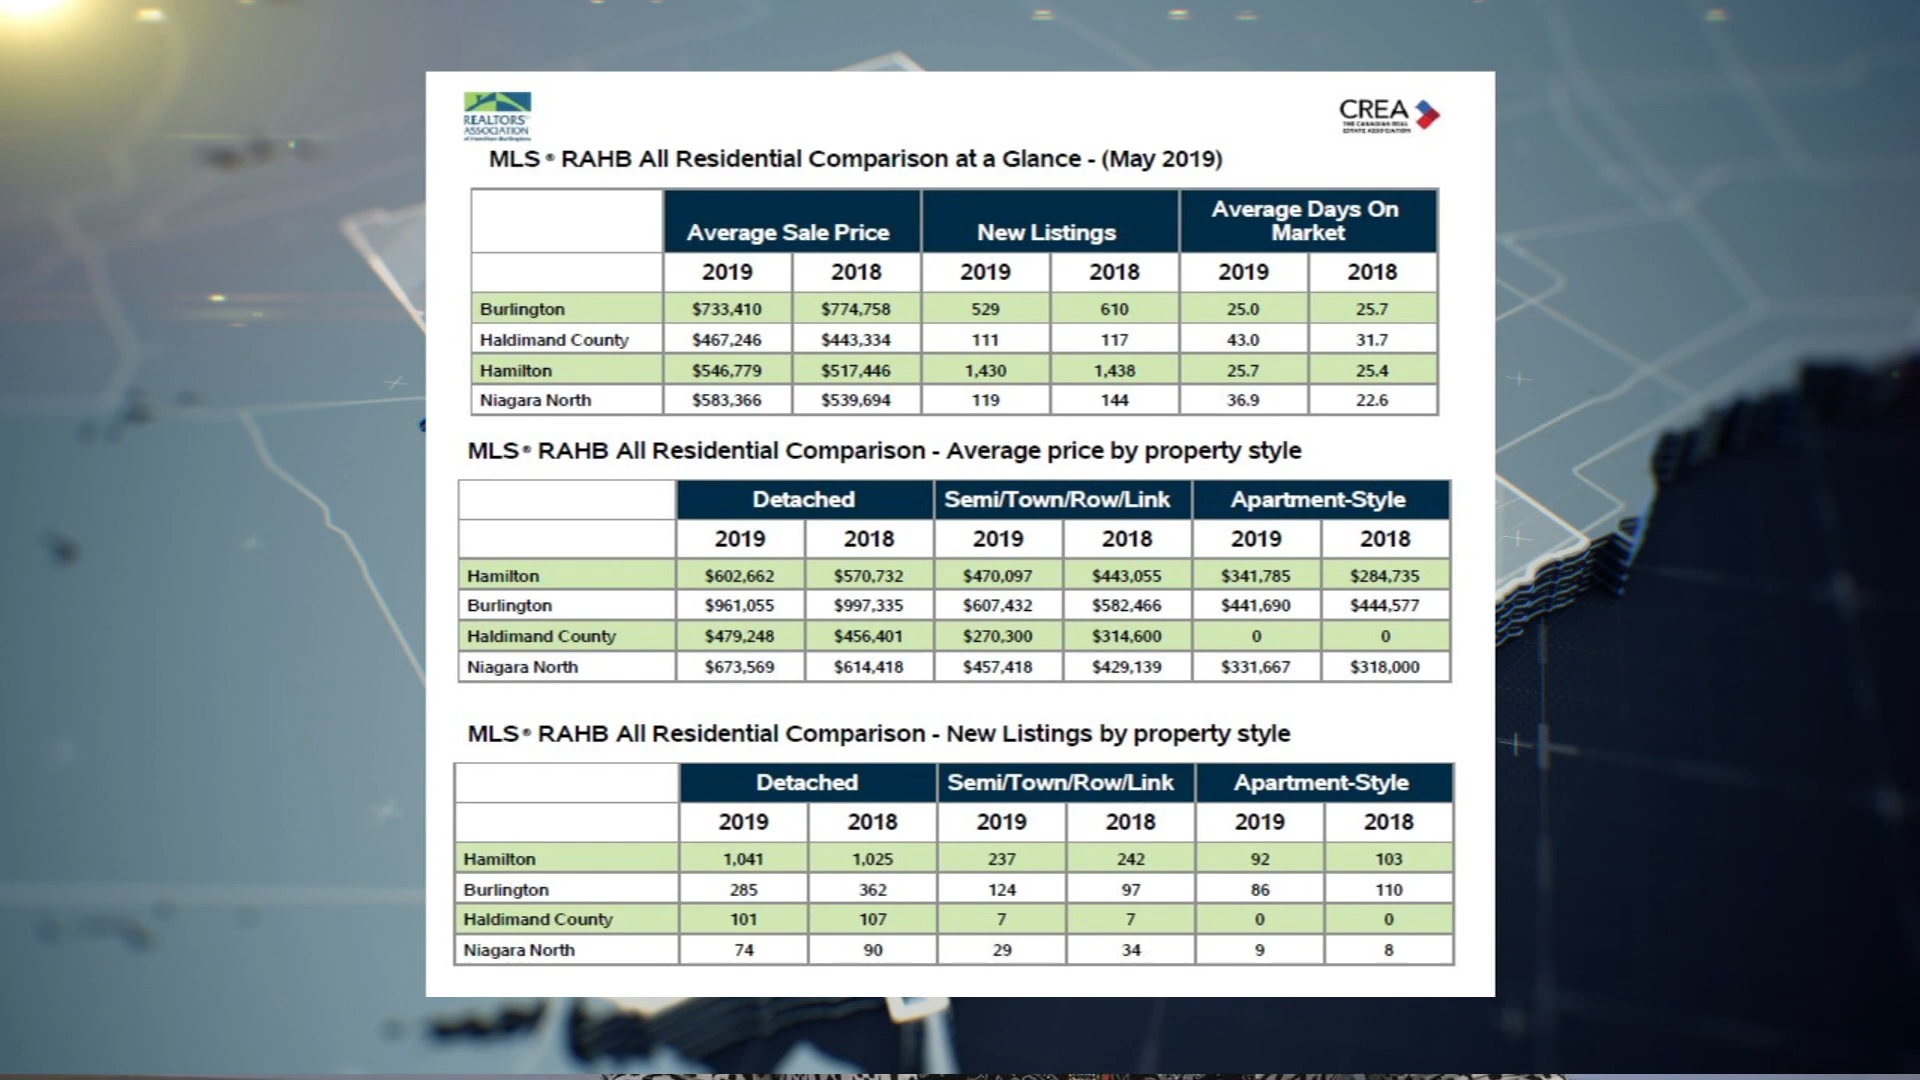 REALTORS
ASSOCIATION
of Hamilton-Burlington
CREA
THE CANADIAN REAL
ESTATE ASSOCIATION
MLS® RAHB All Residential Comparison at a Glance - (May 2019)
Average Sale Price New Listings Average Days On Market
2019 2018 2019 2018 2019 2018
Burlington $733,410 $774,758 529 610 25.0 25.7
Haldimand County $467,246 $443,334 111 117 43.0 31.7
Hamilton $546,779 $517,446 1,430 1,438 25.7 25.4
Niagara North $583,366 $539,694 119 144 36.9 22.6
MLS® RAHB All Residential Comparison - Average price by property style
Detached Semi/Town/Row/Link Apartment-Style
2019 2018 2019 2018 2019 2018
Hamilton $602,662 $570,732 $470,097 $443,055 $341,785 $284,735
Burlington $961,055 $997,335 $607,432 $582,466 $441,690 $444,577
Haldimand County $479,248 $456,401 $270,300 $314,600 0 0
Niagara North $673,569 $614,418 $457,418 $429,139 $331,667 $318,000
MLS® RAHB All Residential Comparison - New Listings by property style
Detached Semi/Town/Row/Link Apartment-Style
2019 2018 2019 2018 2019 2018
Hamilton 1,041 1,025 237 242 92 103
Burlington 285 362 124 97 86 110
Haldimand County 101 107 7 7 0 0
Niagara North 74 90 29 34 9 8